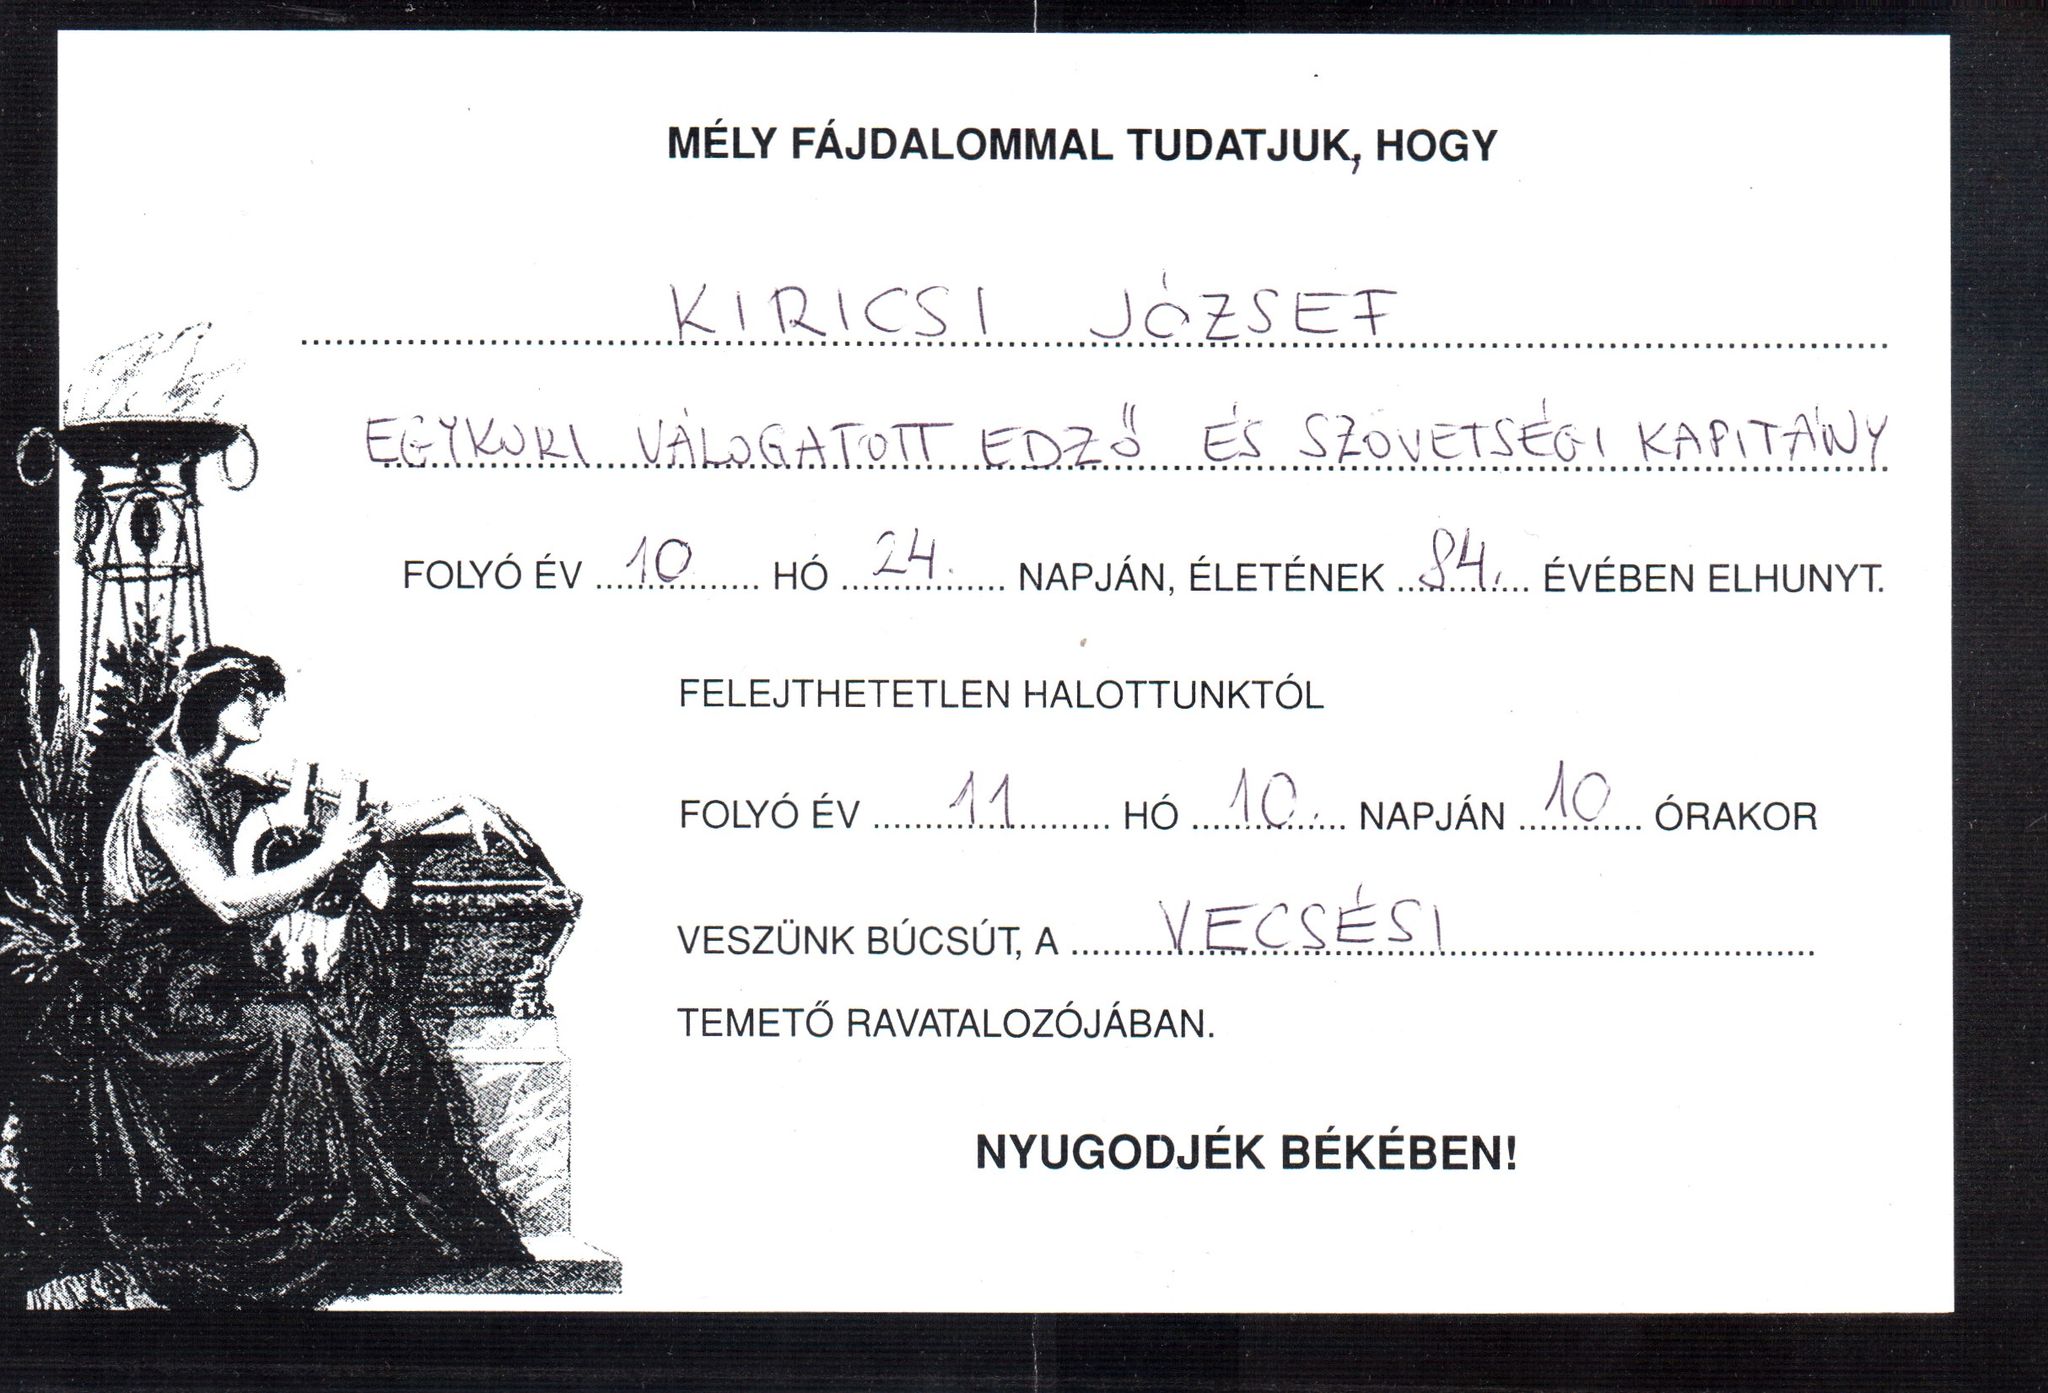 MÉLY FÁJDALOMMAL TUDATJUK, HOGY
KIRICSI JÓZSEF
EGYKORI VÁLOGATOTT EDZŐ ÉS SZÖVETSÉGI KAPITÁNY
FOLYÓ ÉV 10 HÓ 24. NAPJÁN, ÉLETÉNEK 84. ÉVÉBEN ELHUNYT.
FELEJTHETETLEN HALOTTUNKTÓL
FOLYÓ ÉV 11 HÓ 10. NAPJÁN 10 ÓRAKOR
VESZÜNK BÚCSÚT, A VECSÉSI
TEMETŐ RAVATALOZÓJÁBAN.
NYUGODJÉK BÉKÉBEN!